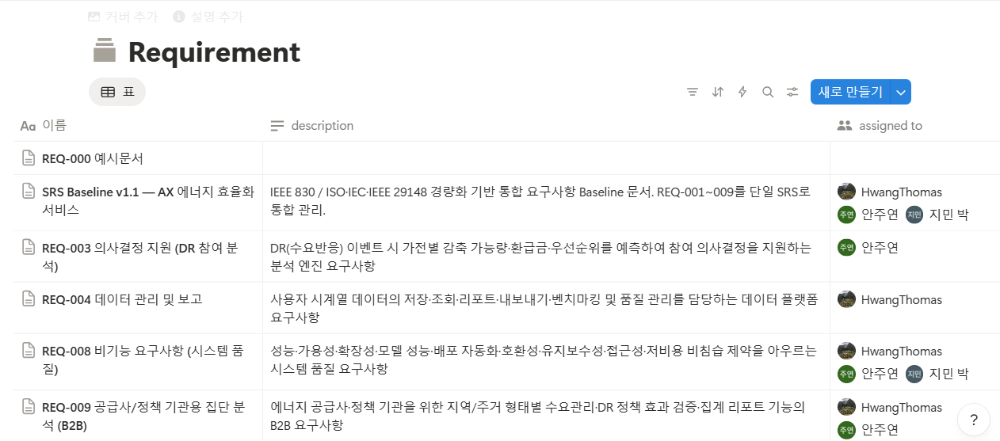 커버 추가 설명 추가
Requirement
표
새로 만들기
Aa 이름
description
assigned to
REQ-000 예시문서
SRS Baseline v1.1 — AX 에너지 효율화
서비스
IEEE 830 / ISO·IEC·IEEE 29148 경량화 기반 통합 요구사항 Baseline 문서. REQ-001~009를 단일 SRS로
통합 관리.
HwangThomas
주연 안주연 지민 지민 박
REQ-003 의사결정 지원 (DR 참여 분
석)
DR(수요반응) 이벤트 시 가전별 감축 가능량·환급금·우선순위를 예측하여 참여 의사결정을 지원하는
분석 엔진 요구사항
주연 안주연
REQ-004 데이터 관리 및 보고
사용자 시계열 데이터의 저장·조회·리포트·내보내기·벤치마킹 및 품질 관리를 담당하는 데이터 플랫폼
요구사항
HwangThomas
REQ-008 비기능 요구사항 (시스템 품
질)
성능·가용성·확장성·모델 성능·배포 자동화·호환성·유지보수성·접근성·저비용 비침습 제약을 아우르는
시스템 품질 요구사항
HwangThomas
주연 안주연 지민 지민 박
REQ-009 공급사/정책 기관용 집단 분
석 (B2B)
에너지 공급사·정책 기관을 위한 지역/주거 형태별 수요관리·DR 정책 효과 검증·집계 리포트 기능의
B2B 요구사항
HwangThomas
주연 안주연
?